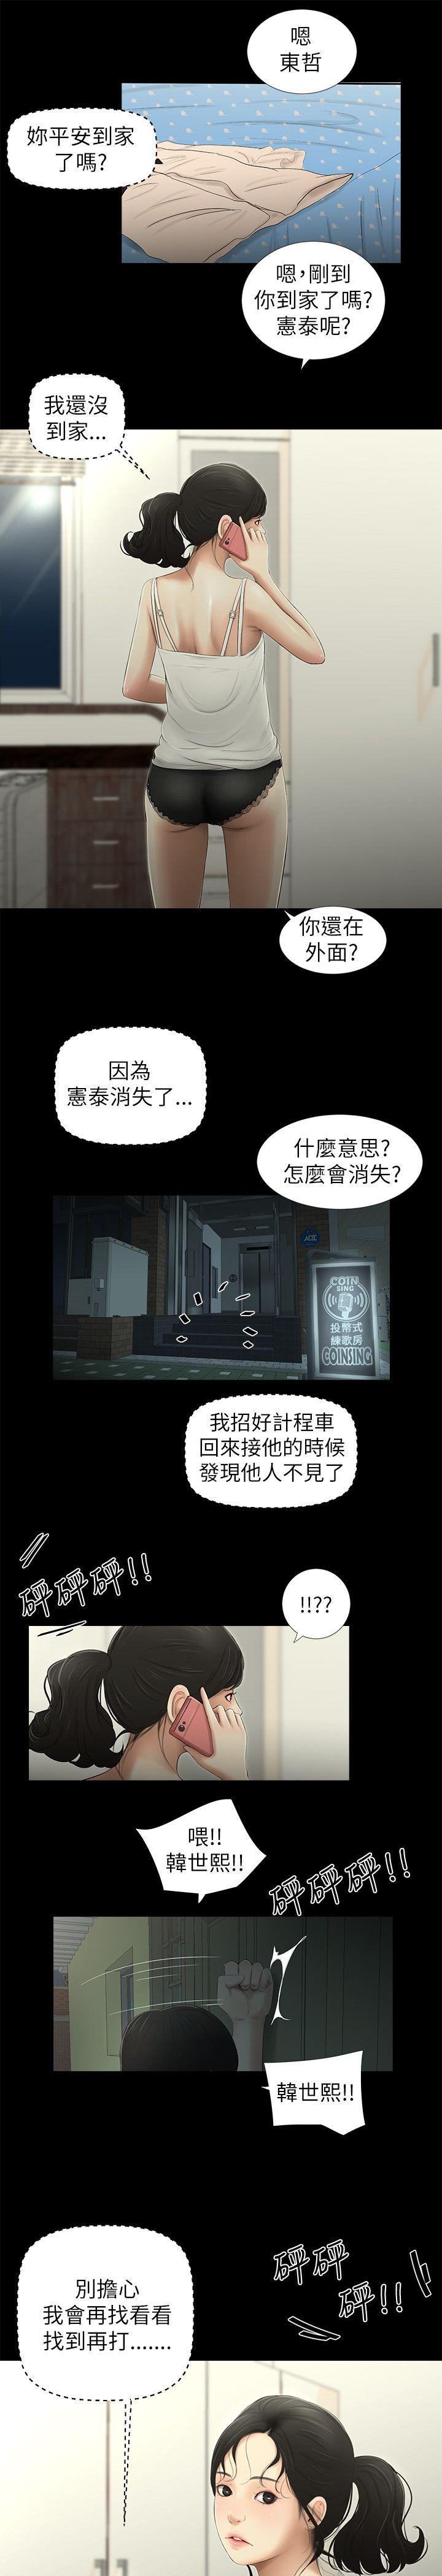 嗯
東哲
妳平安到家
了嗎?
嗯,剛到
你到家了嗎?
憲泰呢?
我還沒
到家...
你還在
外面?
因為
憲泰消失了...
什麼意思?
怎麼會消失?
COIN
SING
投幣式
練歌房
COINSING
我招好計程車
回來接他的時候
發現他人不見了
砰砰砰!!
!!??
喂!!
韓世熙!!
砰砰砰!!
韓世熙!!
砰砰
砰!!
別擔心
我會再找看看
找到再打.......